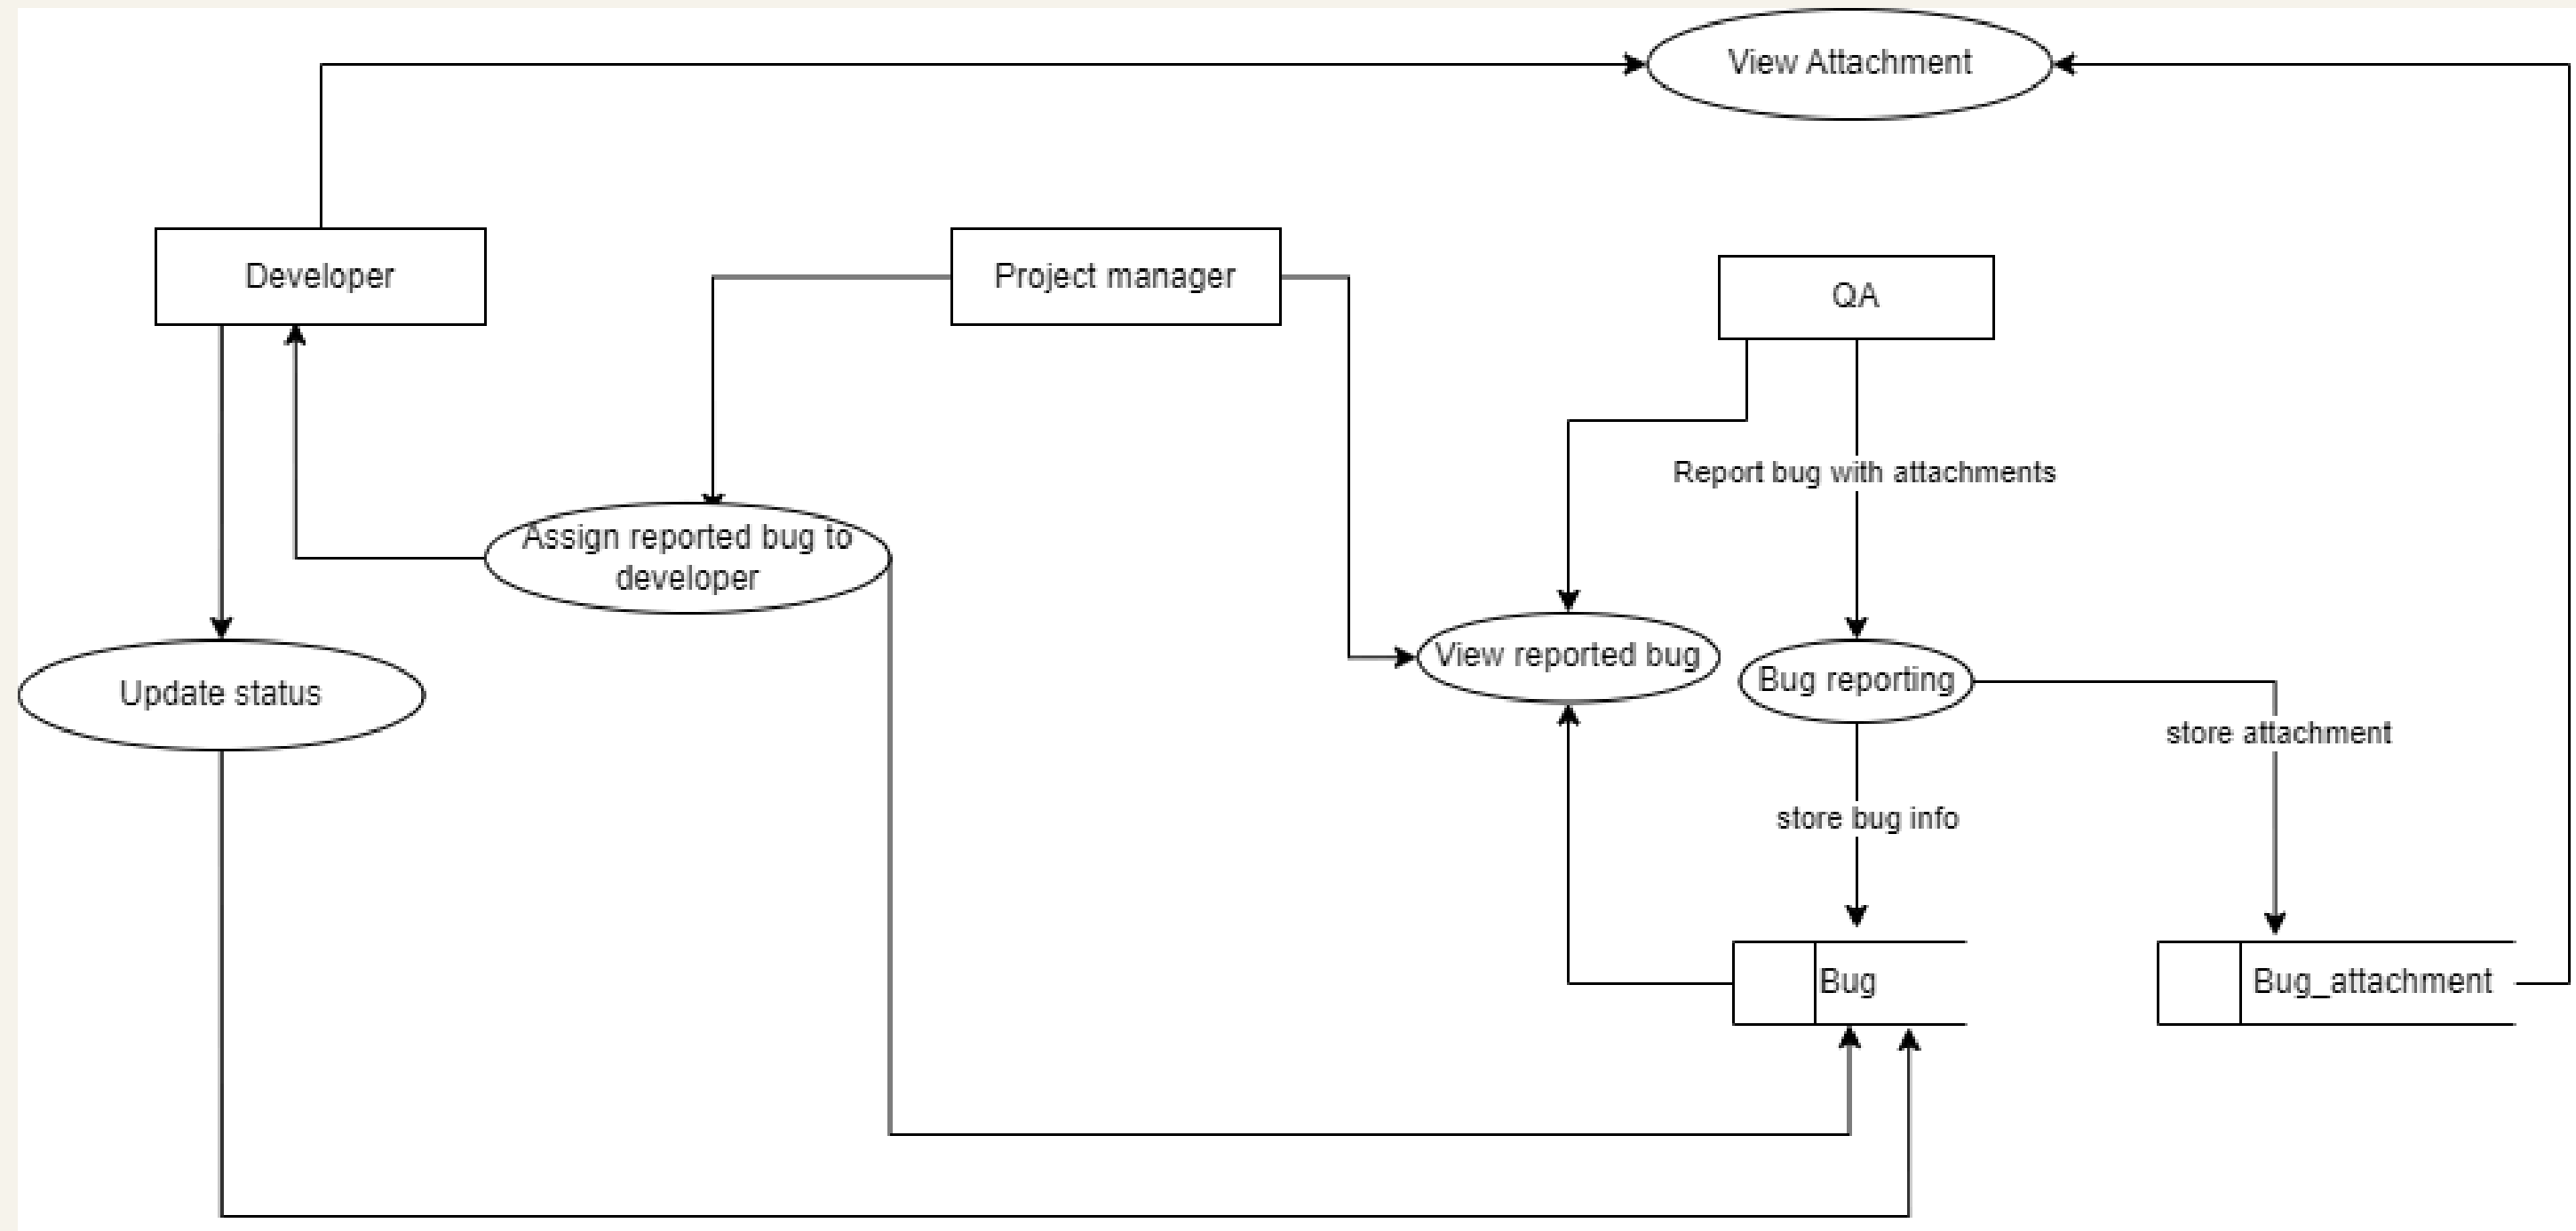 View Attachment
Developer
Project manager
QA
Report bug with attachments
Assign reported bug to
developer
View reported bug
Bug reporting
Update status
store attachment
store bug info
Bug
Bug_attachment